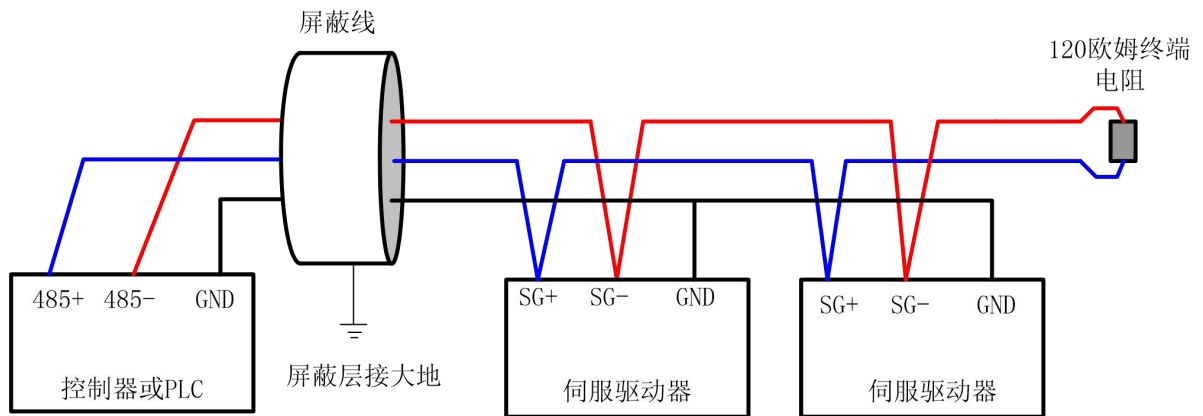 屏蔽线
120欧姆终端
电阻
485+ 485- GND
SG+ SG- GND
SG+ SG- GND
控制器或PLC
屏蔽层接大地
伺服驱动器
伺服驱动器